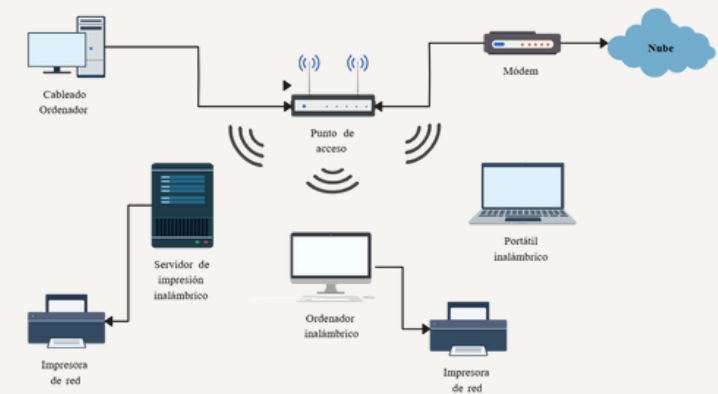 Nube
Módem
Cableado
Ordenador
Punto de
acceso
Portátil
inalámbrico
Servidor de
impresión
inalámbrico
Ordenador
inalámbrico
Impresora
de red
Impresora
de red